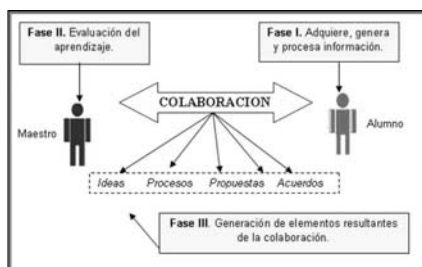 Fase II. Evaluación del
aprendizaje.
Fase I. Adquiere, genera
y procesa información.
COLABORACION
Maestro
Alumno
Ideas Procesos Propuestas Acuerdos
Fase III. Generación de elementos resultantes
de la colaboración.